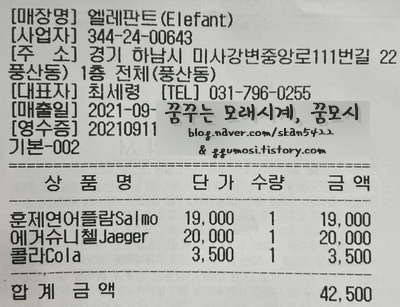 [매장명] 엘레판트(Elefant)
[사업자] 344-24-00643
[주 소] 경기 하남시 미사강변중앙로111번길 22
풍산동) 1층 전체(풍산동)
[대표자] 최세령 [TEL] 031-796-0255
[매출일] 2021-09-
꿈꾸는 모래시계, 꿈모시
[영수증] 20210911
blog.naver.com/skan5422
기본-002
& ggumosi.tistory.com
상 품 명 단 가 수량 금 액
훈제연어플람Salmo 19,000 1 19,000
예거슈니첼Jaeger 20,000 1 20,000
콜라Cola 3,500 1 3,500
합 계 금 액 42,500